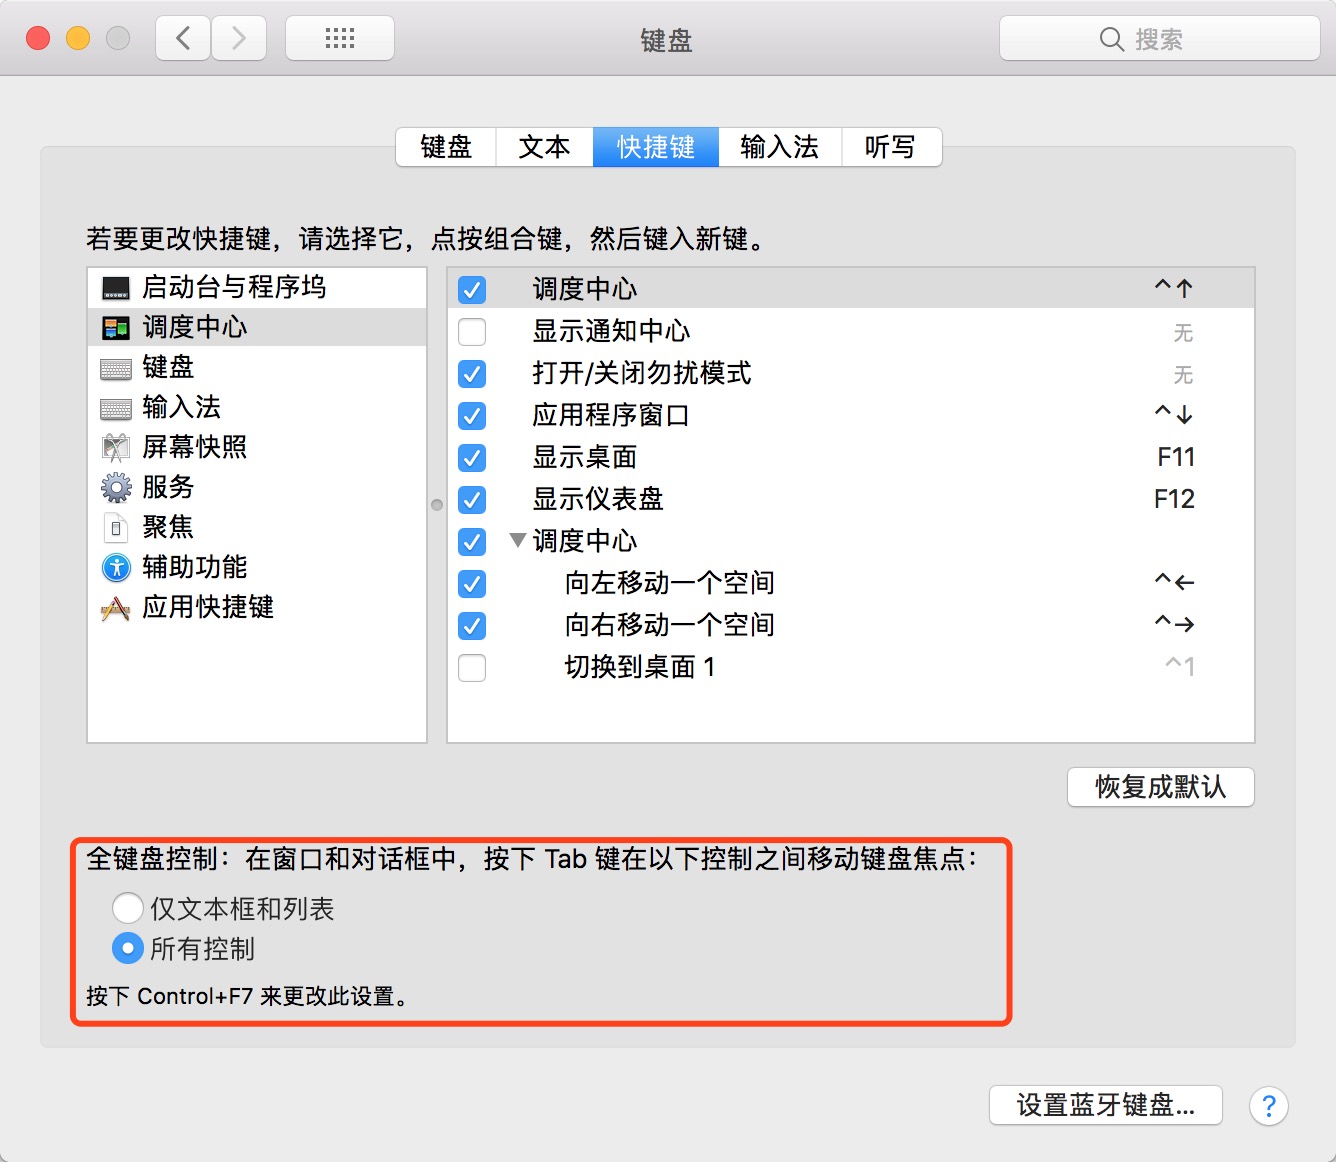 键盘
搜索
键盘 文本 快捷键 输入法 听写
若要更改快捷键，请选择它，点按组合键，然后键入新键。
启动台与程序坞
调度中心
键盘
输入法
屏幕快照
服务
聚焦
辅助功能
应用快捷键
调度中心 ^↑
显示通知中心 无
打开/关闭勿扰模式 无
应用程序窗口 ^↓
显示桌面 F11
显示仪表盘 F12
调度中心
向左移动一个空间 ^←
向右移动一个空间 ^→
切换到桌面 1 ^1
恢复成默认
全键盘控制：在窗口和对话框中，按下 Tab 键在以下控制之间移动键盘焦点：
仅文本框和列表
所有控制
按下 Control+F7 来更改此设置。
设置蓝牙键盘... ?